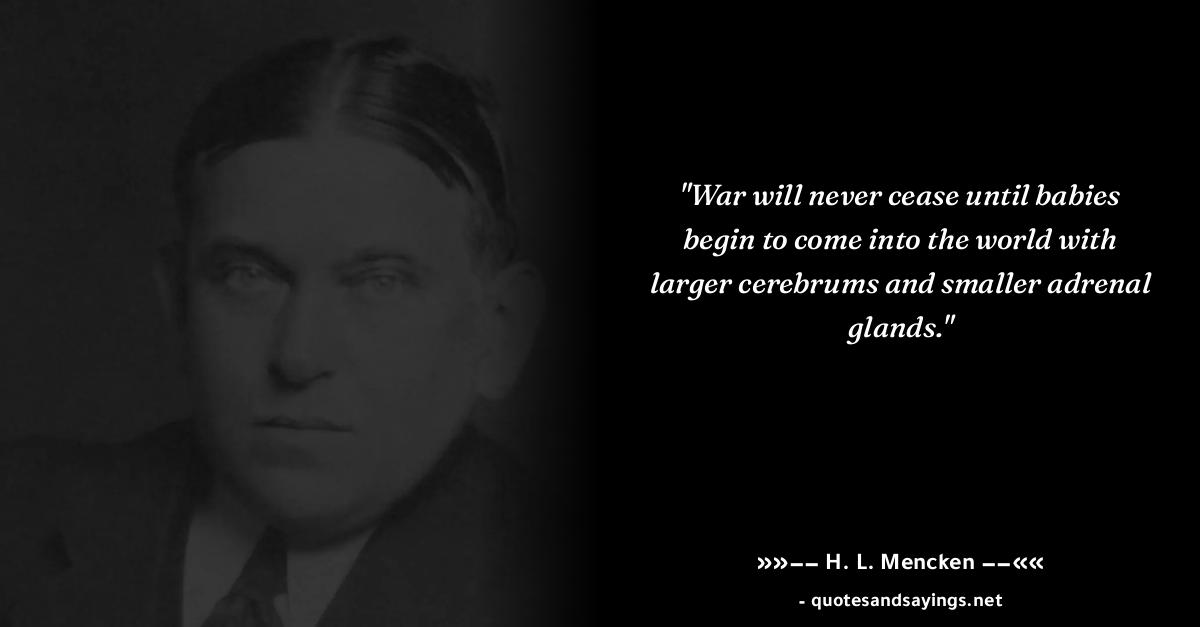 "War will never cease until babies
begin to come into the world with
larger cerebrums and smaller adrenal
glands."
»»−− H. L. Mencken −−««
- quotesandsayings.net